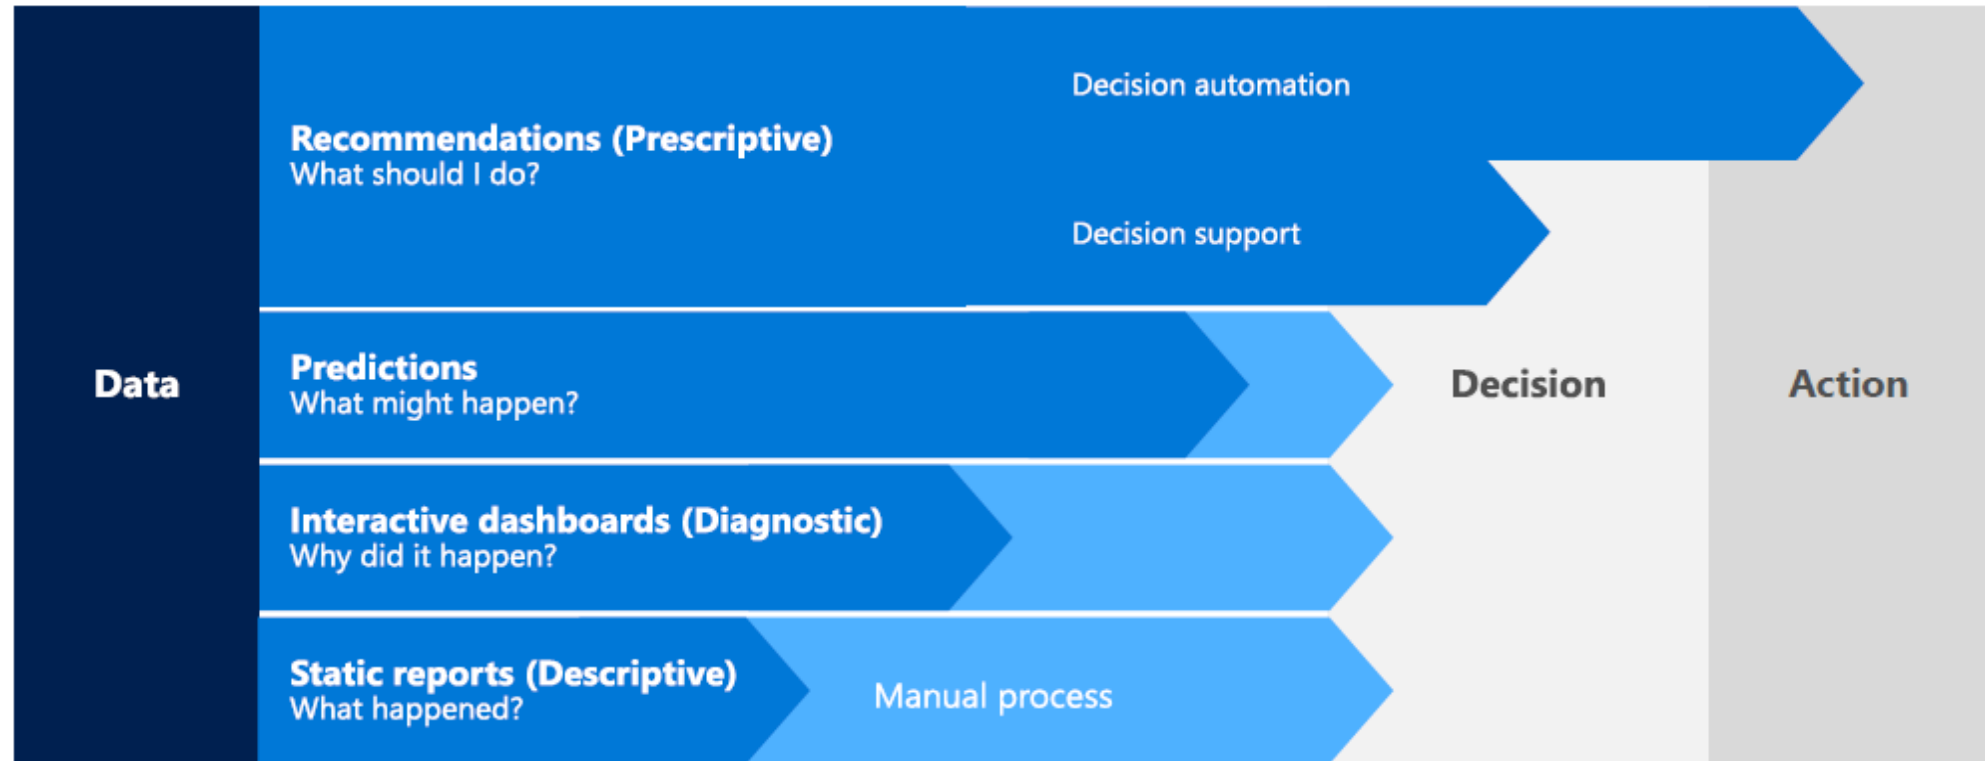 Data
Recommendations (Prescriptive)
What should I do?
Decision automation
Decision support
Predictions
What might happen?
Interactive dashboards (Diagnostic)
Why did it happen?
Static reports (Descriptive)
What happened?
Manual process
Decision
Action